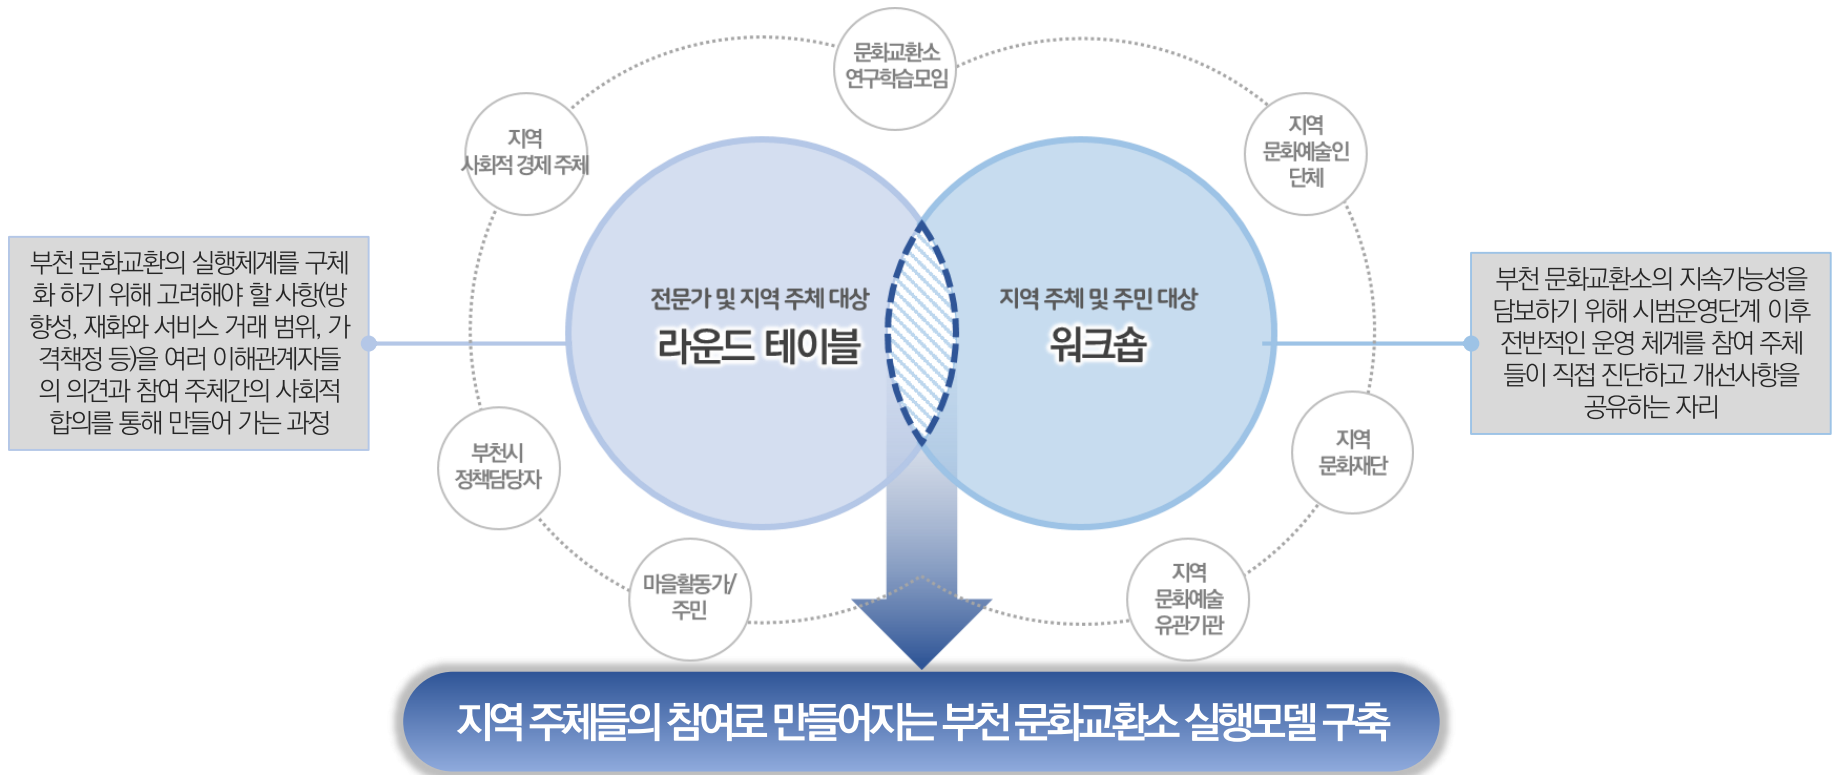 문화교환소
연구학습모임
지역
사회적 경제 주체
지역
문화예술인
단체
부천 문화교환의 실행체계를 구체
화 하기 위해 고려해야 할 사항(방
향성, 재화와 서비스 거래 범위, 가
격책정 등)을 여러 이해관계자들
의 의견과 참여 주체간의 사회적
합의를 통해 만들어 가는 과정
전문가 및 지역 주체 대상
라운드 테이블
지역 주체 및 주민 대상
워크숍
부천 문화교환소의 지속가능성을
담보하기 위해 시범운영단계 이후
전반적인 운영 체계를 참여 주체
들이 직접 진단하고 개선사항을
공유하는 자리
부천시
정책담당자
지역
문화재단
마을활동가/
주민
지역
문화예술
유관기관
지역 주체들의 참여로 만들어지는 부천 문화교환소 실행모델 구축